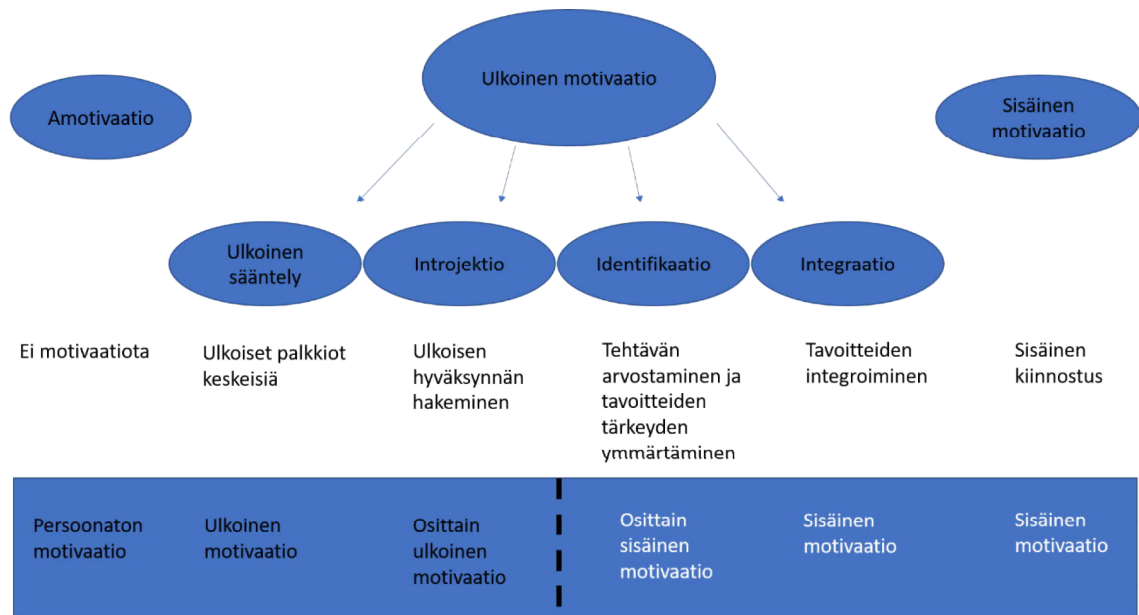 Ulkoinen motivaatio
Amotivaatio
Sisäinen
motivaatio
Ulkoinen
sääntely
Introjektio
Identifikaatio
Integraatio
Ei motivaatiota
Ulkoiset palkkiot
keskeisiä
Ulkoisen
hyväksynnän
hakeminen
Tehtävän
arvostaminen ja
tavoitteiden
tärkeyden
ymmärtäminen
Tavoitteiden
integroiminen
Sisäinen
kiinnostus
Persoonaton
motivaatio
Ulkoinen
motivaatio
Osittain
ulkoinen
motivaatio
Osittain
sisäinen
motivaatio
Sisäinen
motivaatio
Sisäinen
motivaatio